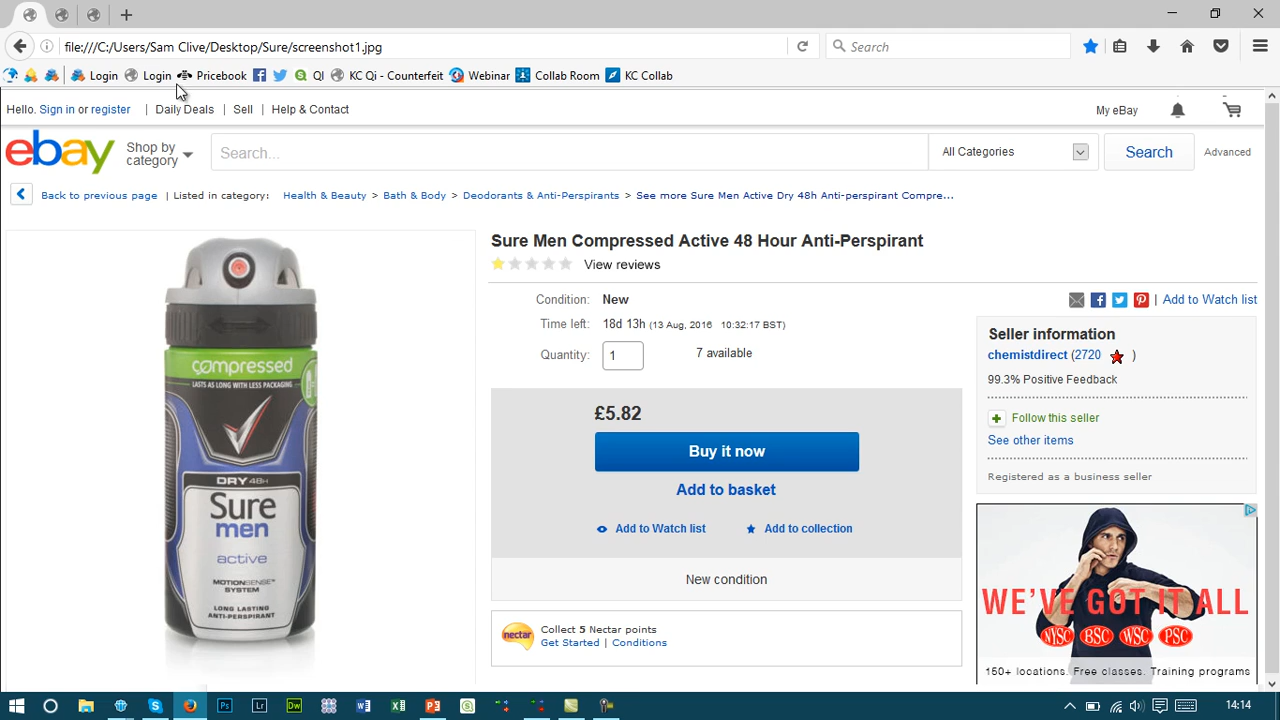 file:///C:/Users/Sam Clive/Desktop/Sure/screenshot1.jpg
Search
Login
Login
Pricebook
QI
KC Qi - Counterfeit
Webinar
Collab Room
KC Collab
Hello. Sign in or register | Daily Deals | Sell | Help & Contact
My eBay
ebay
Shop by
category
Search...
All Categories
Search
Advanced
Back to previous page | Listed in category: Health & Beauty > Bath & Body > Deodorants & Anti-Perspirants > See more Sure Men Active Dry 48h Anti-perspirant Compre...
compressed
LASTS AS LONG WITH LESS PACKAGING
DRY 48H
Sure
men
active
MOTIONSENSE™
SYSTEM
LONG LASTING
ANTI-PERSPIRANT
Sure Men Compressed Active 48 Hour Anti-Perspirant
View reviews
Condition: New
Time left: 18d 13h (13 Aug, 2016 10:32:17 BST)
Quantity: 1 7 available
£5.82
Buy it now
Add to basket
Add to Watch list
Add to collection
New condition
nectar
Collect 5 Nectar points
Get Started | Conditions
| Add to Watch list
Seller information
chemistdirect (2720 )
99.3% Positive Feedback
Follow this seller
See other items
Registered as a business seller
WE'VE GOT IT ALL
NYSC BSC WSC PSC
150+ locations. Free classes. Training programs
14:14